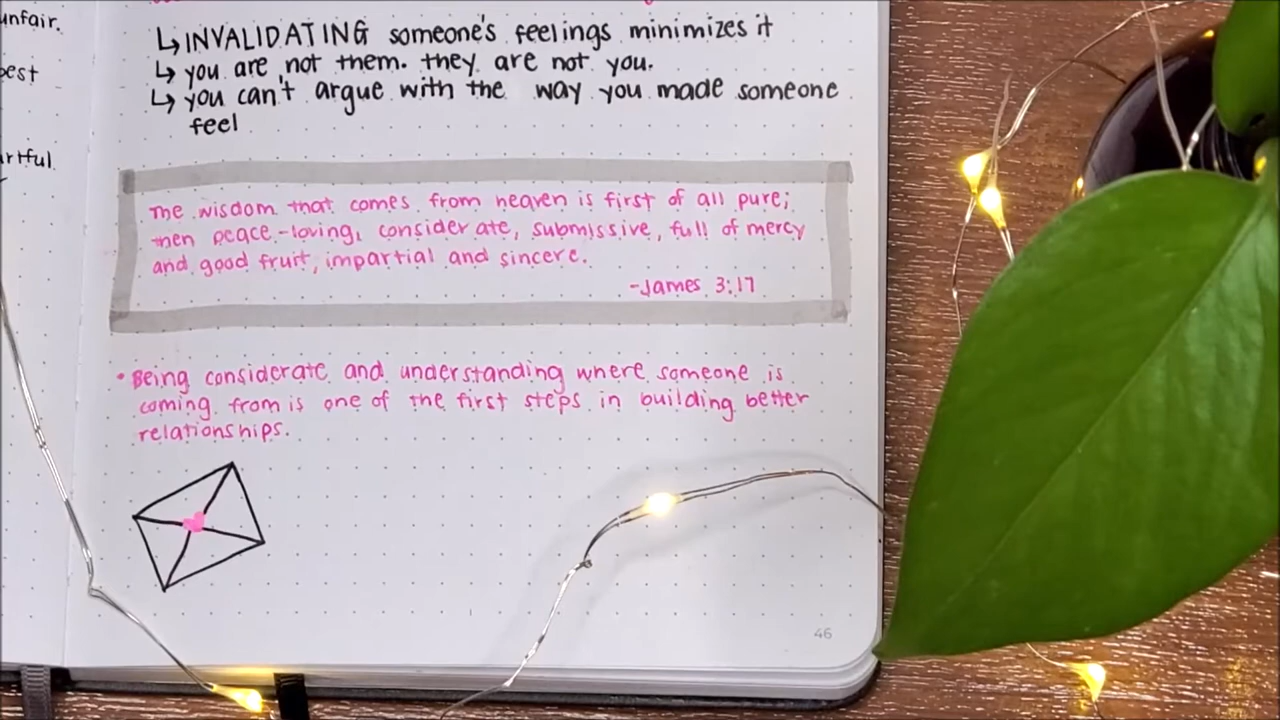 unfair.
↳ INVALIDATING someone's feelings minimizes it
↳ you are not them. they are not you.
↳ you can't argue with the way you made someone
feel
The wisdom that comes from heaven is first of all pure;
then peace-loving, considerate, submissive, full of mercy
and good fruit, impartial and sincere.
-James 3:17
• Being considerate and understanding where someone is
coming from is one of the first steps in building better
relationships.
46